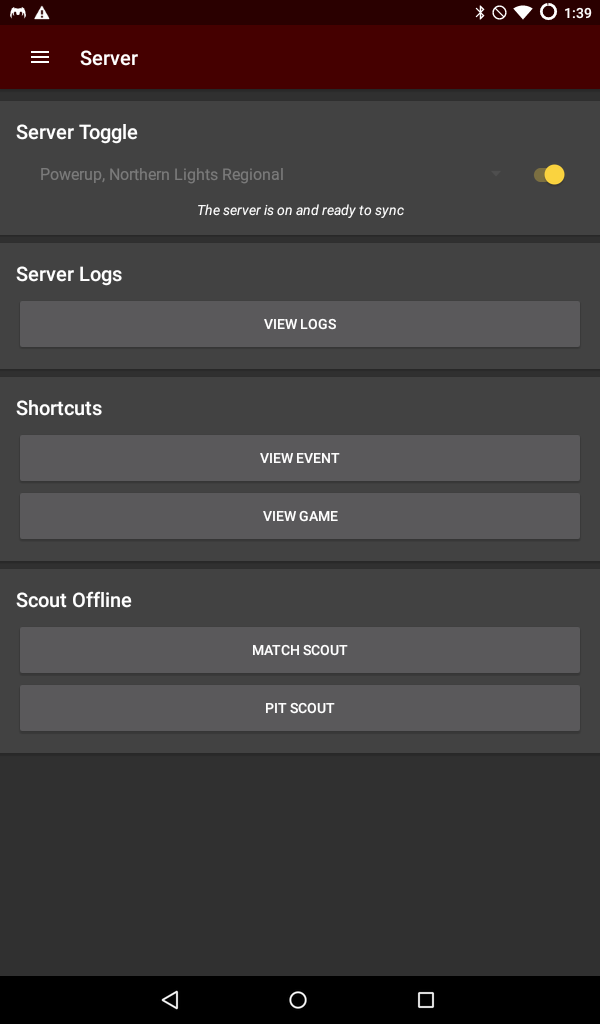 1:39
Server
Server Toggle
Powerup, Northern Lights Regional
The server is on and ready to sync
Server Logs
VIEW LOGS
Shortcuts
VIEW EVENT
VIEW GAME
Scout Offline
MATCH SCOUT
PIT SCOUT